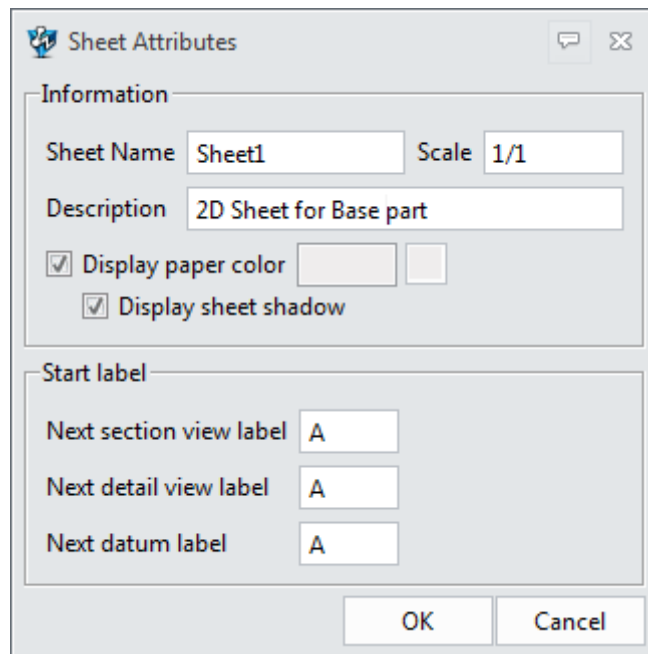 Sheet Attributes
Information
Sheet Name Sheet1 Scale 1/1
Description 2D Sheet for Base part
Display paper color
Display sheet shadow
Start label
Next section view label A
Next detail view label A
Next datum label A
OK Cancel